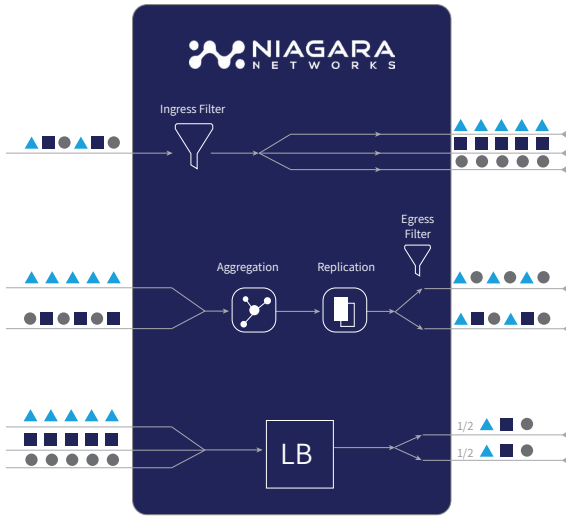 NIAGARA
NETWORKS
Ingress Filter
Egress
Filter
Aggregation
Replication
LB
1/2
1/2